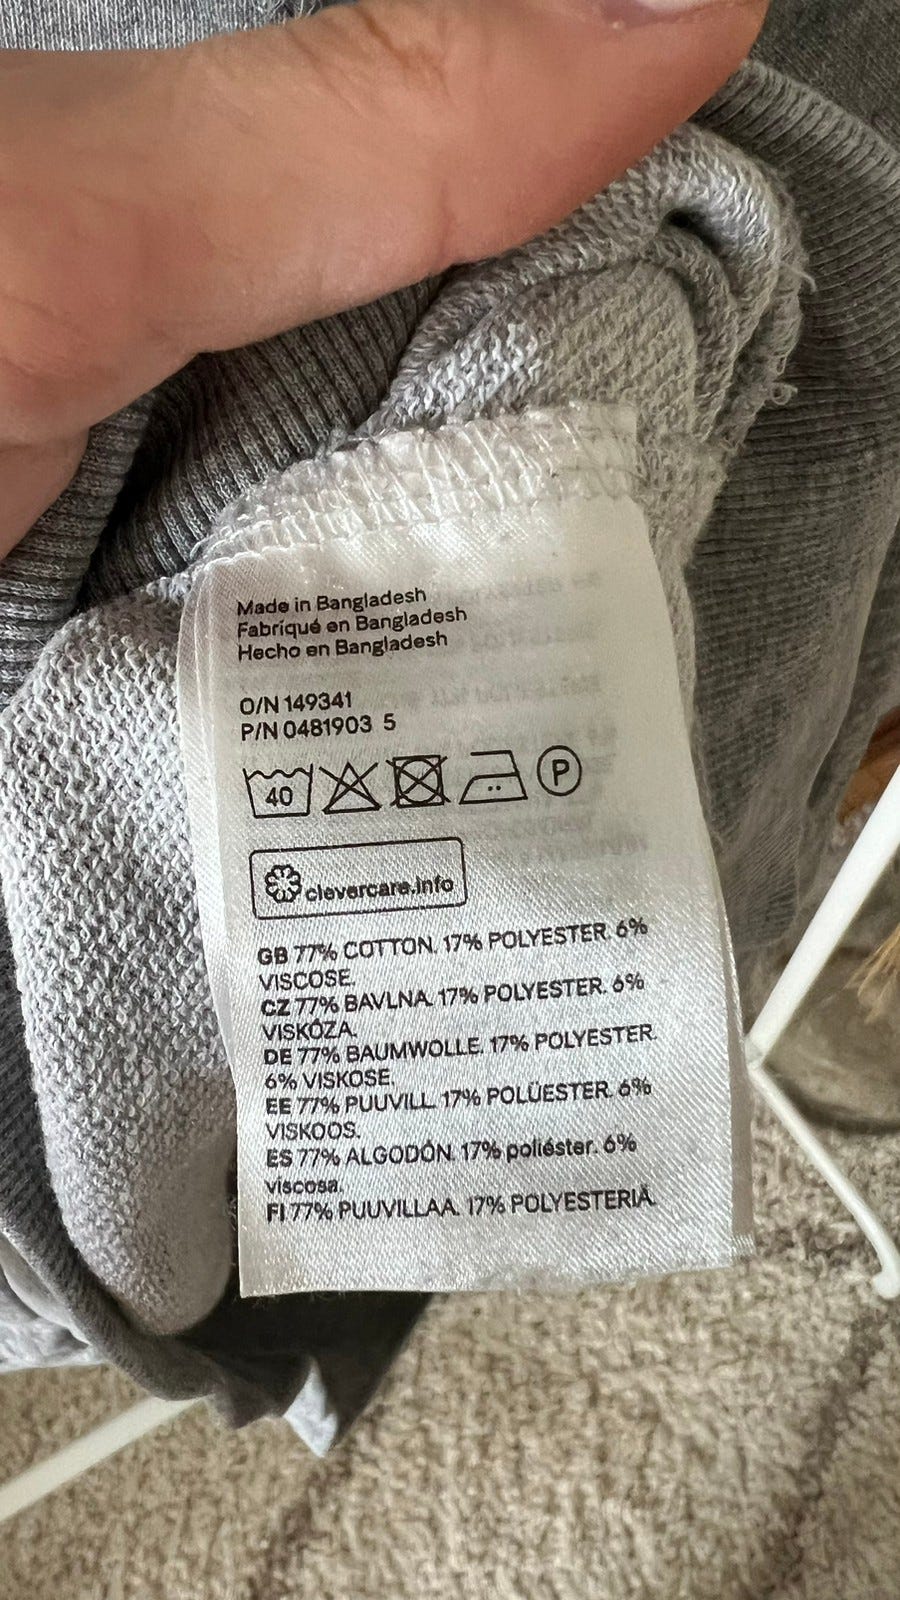 Made in Bangladesh
Fabriqué en Bangladesh
Hecho en Bangladesh
O/N 149341
P/N 0481903 5
40 P
clevercare.info
GB 77% COTTON. 17% POLYESTER. 6%
VISCOSE.
CZ 77% BAVLNA. 17% POLYESTER. 6%
VISKÓZA.
DE 77% BAUMWOLLE. 17% POLYESTER.
6% VISKOSE.
EE 77% PUUVILL. 17% POLÜESTER. 6%
VISKOOS.
ES 77% ALGODÓN. 17% poliéster. 6%
viscosa.
FI 77% PUUVILLAA. 17% POLYESTERIÄ.